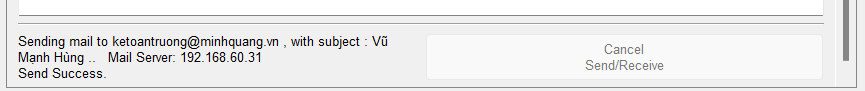 Sending mail to ketoantruong@minhquang.vn , with subject : Vũ
Mạnh Hùng ..   Mail Server: 192.168.60.31
Send Success.
Cancel
Send/Receive